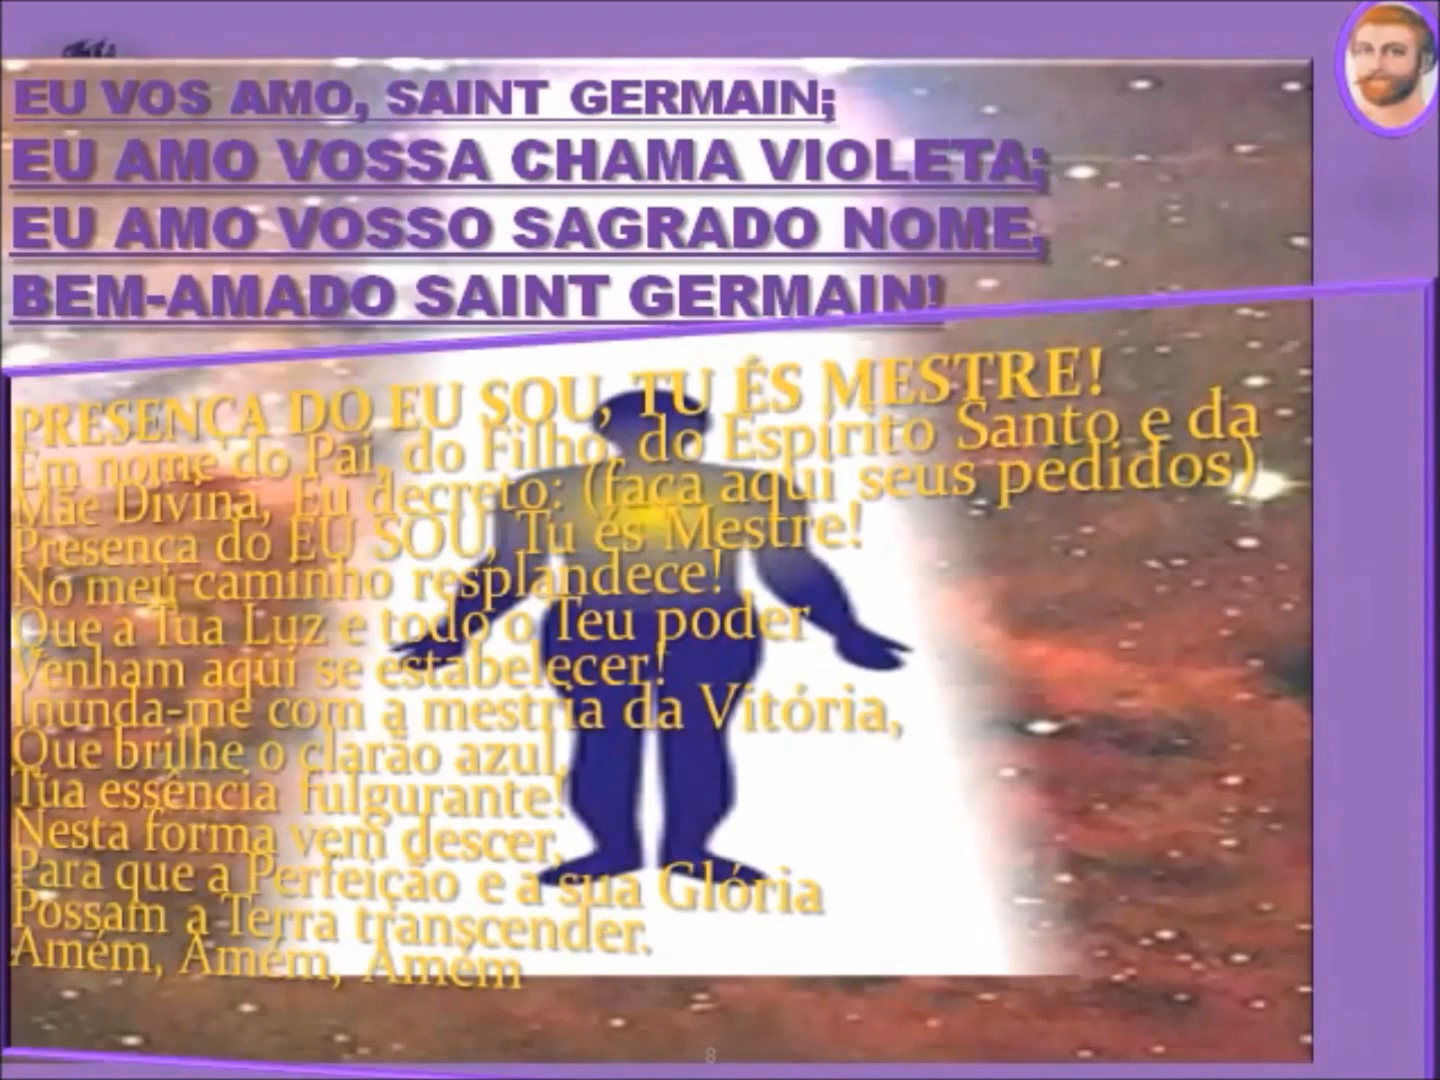 EU VOS AMO, SAINT GERMAIN;
EU AMO VOSSA CHAMA VIOLETA;
EU AMO VOSSO SAGRADO NOME,
BEM-AMADO SAINT GERMAIN!
PRESENÇA DO EU SOU, TU ÉS MESTRE!
Em nome do Pai, do Filho, do Espírito Santo e da
Mãe Divina, Eu decreto: (faça aqui seus pedidos)
Presença do EU SOU, Tu és Mestre!
No meu caminho resplandece!
Que a Tua Luz e todo o Teu poder
Venham aqui se estabelecer!
Inunda-me com a mestria da Vitória,
Que brilhe o clarão azul,
Tua essência fulgurante!
Nesta forma vem descer,
Para que a Perfeição e a sua Glória
Possam a Terra transcender.
Amém, Amém, Amém
8